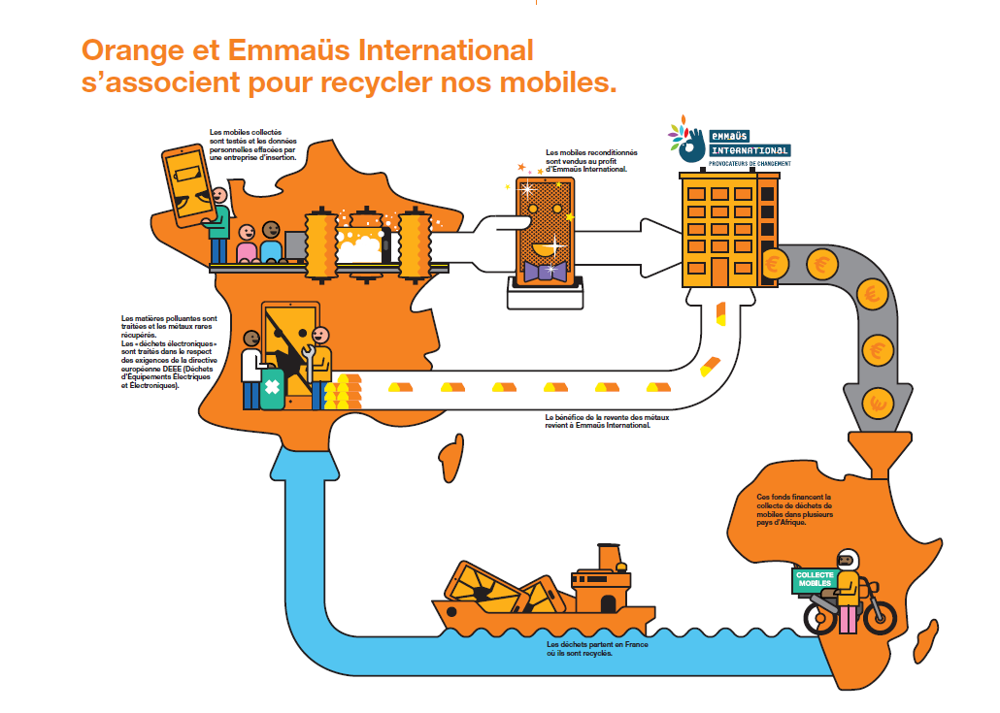 Orange et Emmaüs International
s'associent pour recycler nos mobiles.
Les mobiles collectés
sont testés et les données
personnelles effacées par
une entreprise d'insertion.
Les mobiles reconditionnés
sont vendus au profit
d'Emmaüs International.
emmaüs
INTERNATIONAL
PROVOCATEURS DE CHANGEMENT
€
€
€
€
€
Les matières polluantes sont
traitées et les métaux rares
récupérés.
Les «déchets électroniques»
sont traités dans le respect
des exigences de la directive
européenne DEEE (Déchets
d'Équipements Électriques
et Électroniques).
Le bénéfice de la revente des métaux
revient à Emmaüs International.
Ces fonds financent la
collecte de déchets de
mobiles dans plusieurs
pays d'Afrique.
COLLECTE
MOBILES
Les déchets partent en France
où ils sont recyclés.